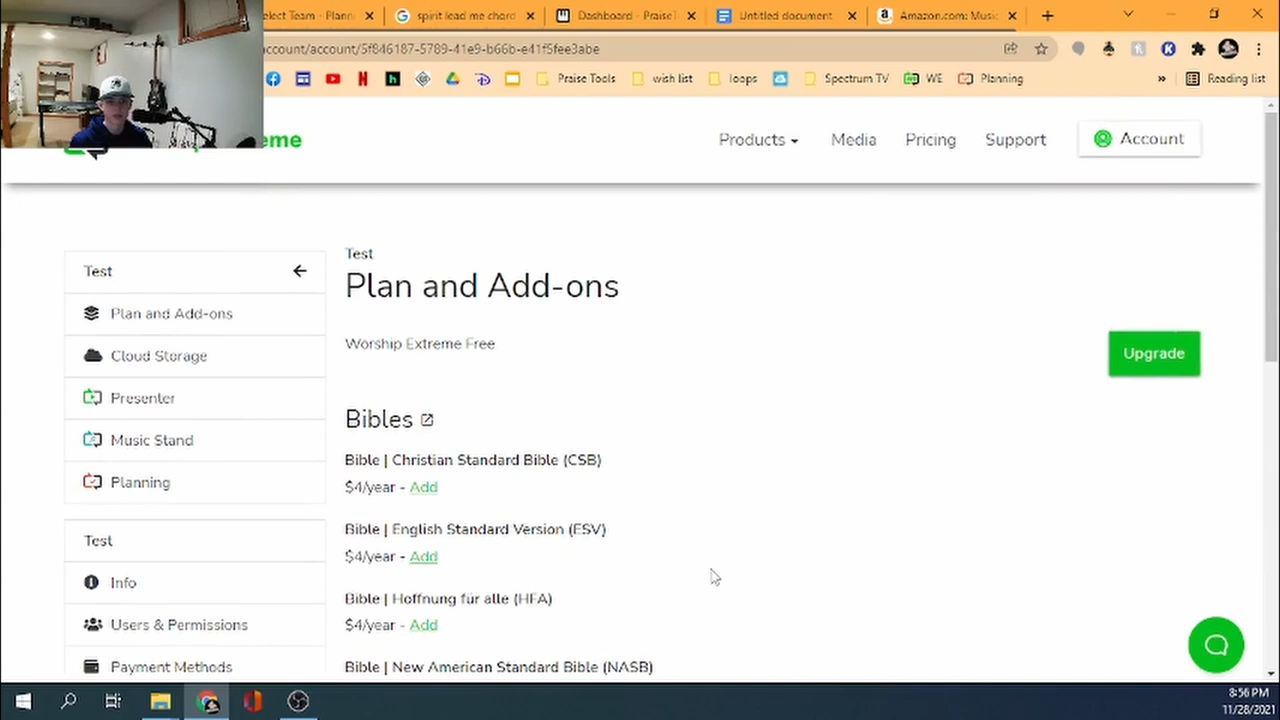 elect Team - Plann
spirit lead me chord
Dashboard - PraiseT
Untitled document
Amazon.com: Music
ccount/account/5f846187-5789-41e9-b66b-e41f5fee3abe
Praise Tools
wish list
loops
Spectrum TV
WE
Planning
»
Reading list
eme
Products
Media
Pricing
Support
Account
Test
Plan and Add-ons
Cloud Storage
Presenter
Music Stand
Planning
Test
Info
Users & Permissions
Payment Methods
Test
Plan and Add-ons
Worship Extreme Free
Upgrade
Bibles
Bible | Christian Standard Bible (CSB)
$4/year - Add
Bible | English Standard Version (ESV)
$4/year - Add
Bible | Hoffnung für alle (HFA)
$4/year - Add
Bible | New American Standard Bible (NASB)
8:56 PM
11/28/2021